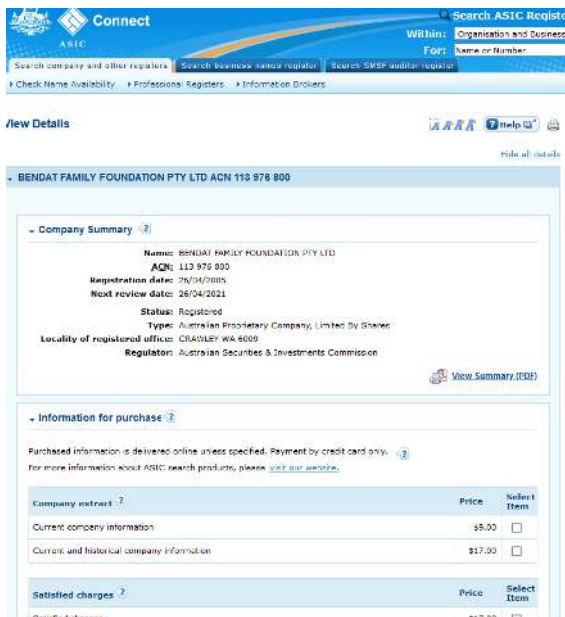 Connect
ASIC
Search ASIC Registe
Within: Organisation and Business
For: Name or Number
Search company and other registers Search business names register Search SMSF auditor register
Check Name Availability Professional Registers Information Brokers
View Details
A A A A Help
Hide all details
BENDAT FAMILY FOUNDATION PTY LTD ACN 113 976 800
Company Summary ?
Name: BENDAT FAMILY FOUNDATION PTY LTD
ACN: 113 976 800
Registration date: 26/04/2005
Next review date: 26/04/2021
Status: Registered
Type: Australian Proprietary Company, Limited By Shares
Locality of registered office: CRAWLEY WA 6009
Regulator: Australian Securities & Investments Commission
View Summary (PDF)
Information for purchase ?
Purchased information is delivered online unless specified. Payment by credit card only. ?
For more information about ASIC search products, please visit our website.
Company extract ? Price Select Item
Current company information $9.00
Current and historical company information $17.00
Satisfied charges ? Price Select Item